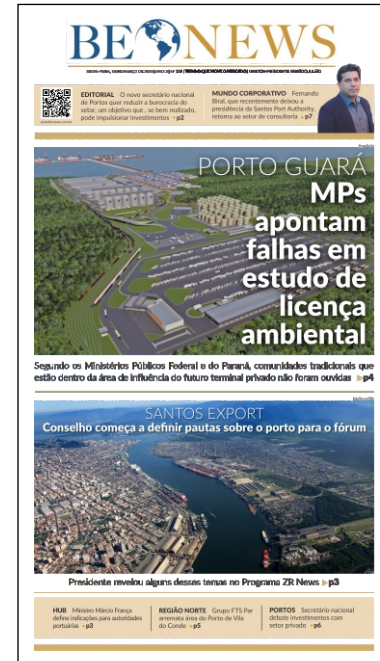 BE NEWS
EDITORIAL O novo secretário nacional
de Portos quer reduzir a burocracia do
setor, um objetivo que, se bem realizado,
pode impulsionar investimentos p2
MUNDO CORPORATIVO Fernando
Biral, que recentemente deixou a
presidência da Santos Port Authority,
retorna ao setor de consultoria p7
PORTO GUARÁ
MPs
apontam
falhas em
estudo de
licença
ambiental
Segundo os Ministérios Públicos Federal e do Paraná, comunidades tradicionais que
estão dentro da área de influência do futuro terminal privado não foram ouvidas p4
SANTOS EXPORT
Conselho começa a definir pautas sobre o porto para o fórum
Presidente revelou alguns desses temas no Programa ZR News p3
HUB Ministro Márcio França
define indicações para autoridades
portuárias p3
REGIÃO NORTE Grupo FTS Par
arremata área do Porto de Vila
do Conde p5
PORTOS Secretário nacional
debate investimentos com
setor privado p6